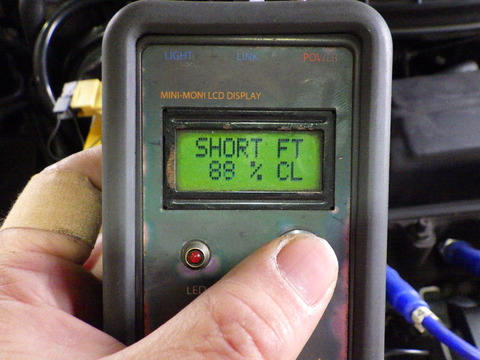 LIGHT LINK POWER
MINI-MONI LCD DISPLAY
SHORT FT
88 % CL
LED